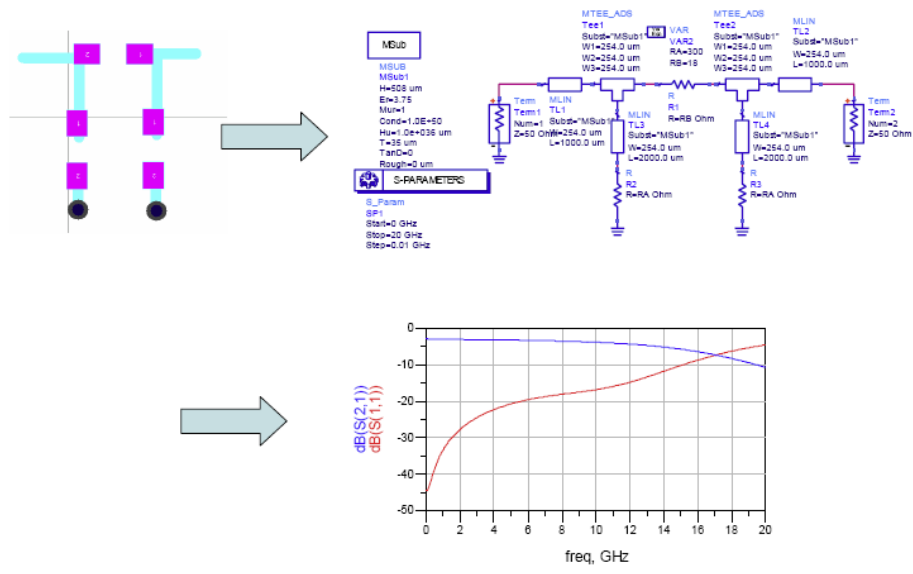 MSub
MSUB
MSub1
H=508 um
Er=3.75
Mur=1
Cond=1.0E+50
Hu=1.0e+036 um
T=35 um
TanD=0
Rough=0 um
S-PARAMETERS
S_Param
SP1
Start=0 GHz
Stop=20 GHz
Step=0.01 GHz
MTEE_ADS
Tee1
Subst="MSub1"
W1=254.0 um
W2=254.0 um
W3=254.0 um
VAR
VAR2
RA=300
RB=18
MTEE_ADS
Tee2
Subst="MSub1"
W1=254.0 um
W2=254.0 um
W3=254.0 um
MLIN
TL2
Subst="MSub1"
W=254.0 um
L=1000.0 um
Term
Term1
Num=1
Z=50 Ohm
MLIN
TL1
Subst="MSub1"
W=254.0 um
L=1000.0 um
R
R1
R=RB Ohm
MLIN
TL3
Subst="MSub1"
W=254.0 um
L=2000.0 um
MLIN
TL4
Subst="MSub1"
W=254.0 um
L=2000.0 um
Term
Term2
Num=2
Z=50 Ohm
R
R2
R=RA Ohm
R
R3
R=RA Ohm
dB(S(2,1))
dB(S(1,1))
0
-10
-20
-30
-40
-50
0 2 4 6 8 10 12 14 16 18 20
freq, GHz